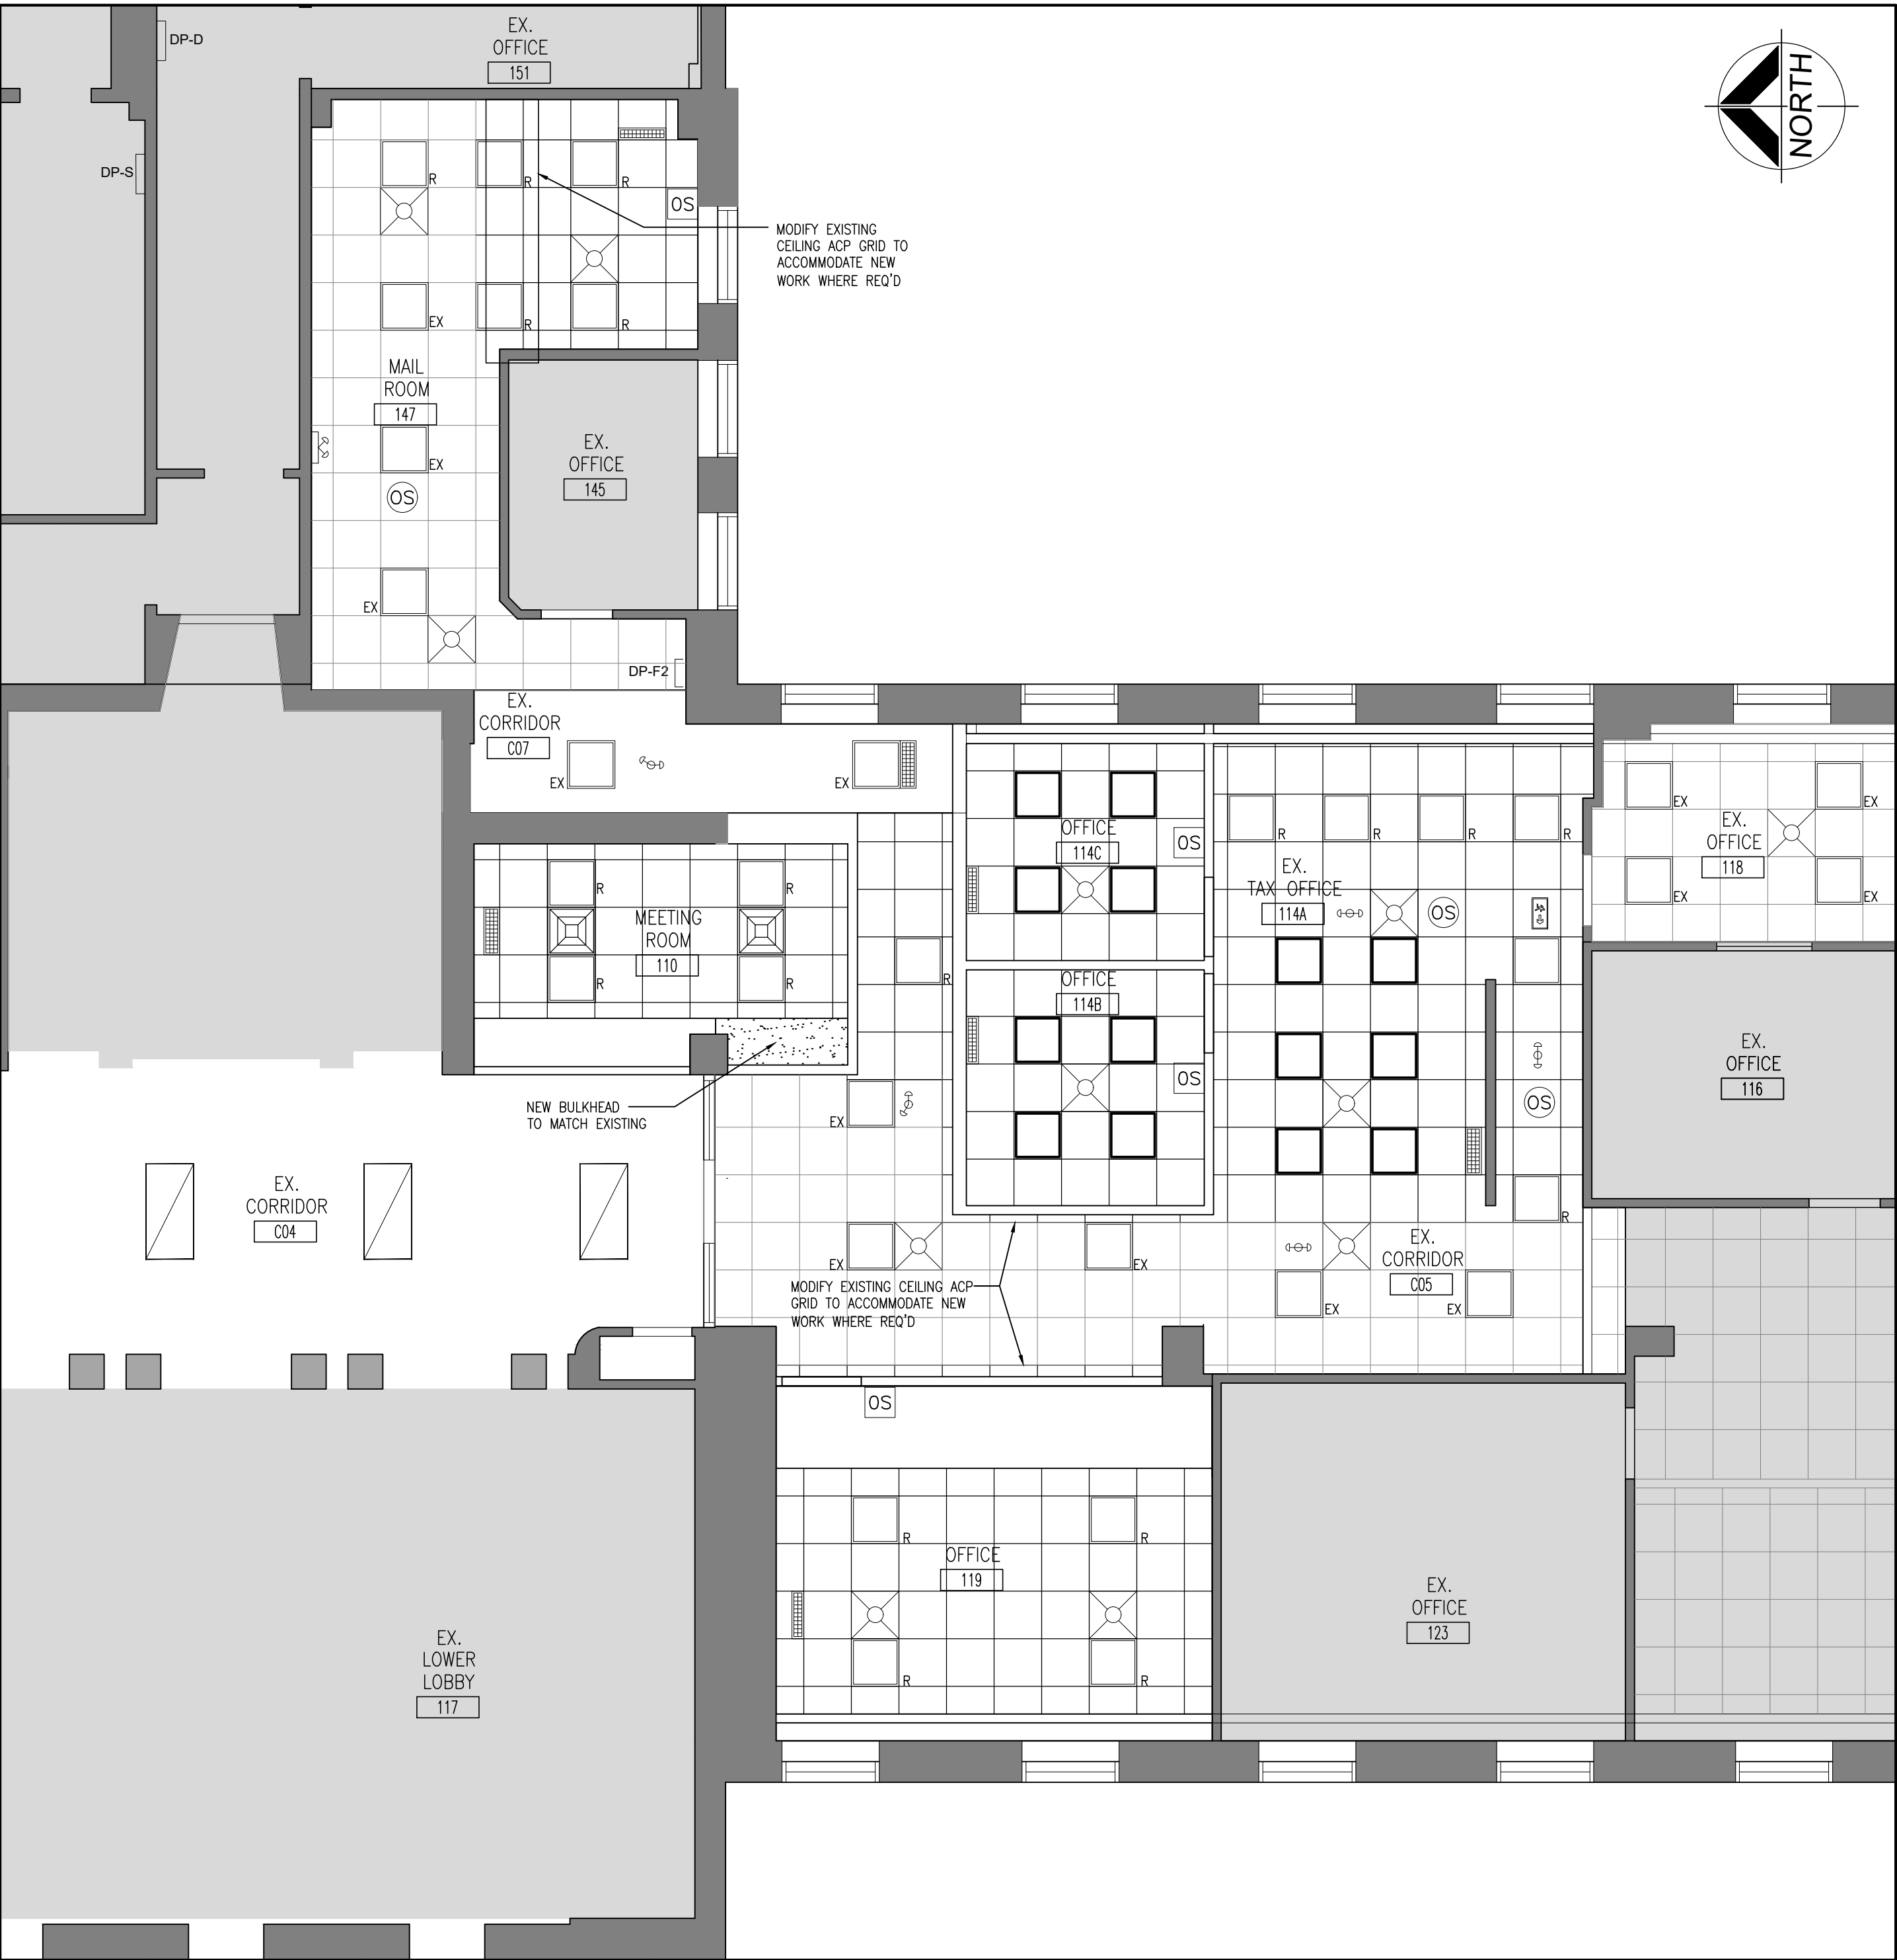 DP-D
EX.
OFFICE
151
NORTH
DP-S
R
R
R
OS
MODIFY EXISTING
CEILING ACP GRID TO
ACCOMMODATE NEW
WORK WHERE REQ'D
EX
R
R
MAIL
ROOM
147
EX
OS
EX.
OFFICE
145
EX
DP-F2
EX.
CORRIDOR
C07
EX
EX
OFFICE
114C
OS
R
R
R
R
EX.
TAX OFFICE
114A
OS
EX
EX
EX.
OFFICE
118
EX
EX
R
R
MEETING
ROOM
110
R
R
R
OFFICE
114B
OS
OS
EX.
OFFICE
116
NEW BULKHEAD
TO MATCH EXISTING
EX
EX.
CORRIDOR
C04
R
EX
EX
EX.
CORRIDOR
C05
EX
EX
MODIFY EXISTING CEILING ACP
GRID TO ACCOMMODATE NEW
WORK WHERE REQ'D
OS
R
R
OFFICE
119
R
R
EX.
OFFICE
123
EX.
LOWER
LOBBY
117